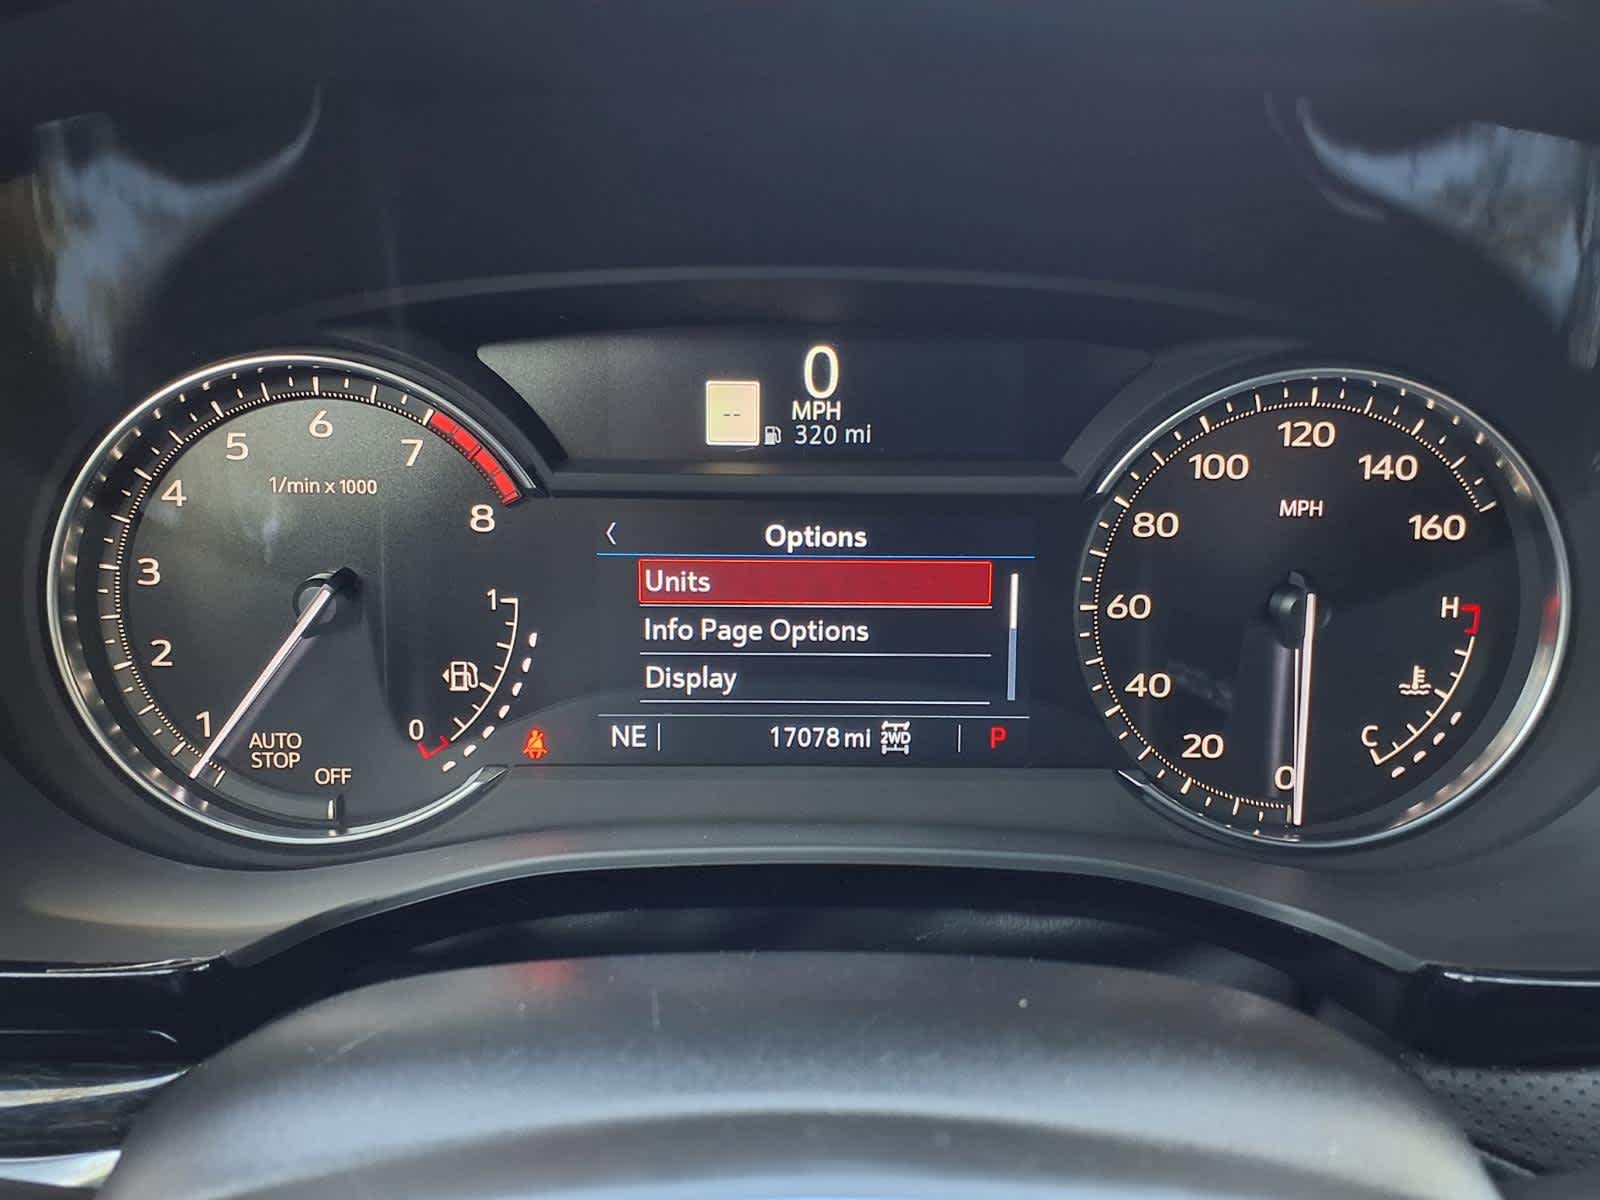 0
MPH
--
320 mi
1
2
3
4
5
6
7
8
1/min x 1000
AUTO
STOP
OFF
1
0
Options
Units
Info Page Options
Display
NE
17078 mi
2WD
P
0
20
40
60
80
100
120
140
160
MPH
H
C